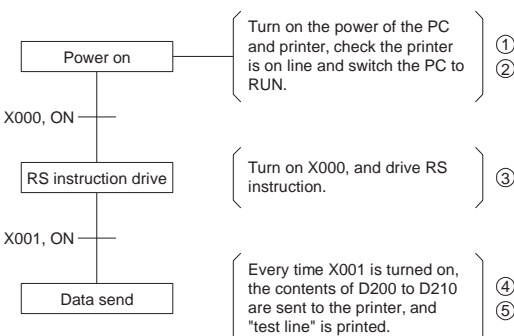 Power on
Turn on the power of the PC
and printer, check the printer
is on line and switch the PC to
RUN.
①
②
X000, ON
RS instruction drive
Turn on X000, and drive RS
instruction.
③
X001, ON
Data send
Every time X001 is turned on,
the contents of D200 to D210
are sent to the printer, and
"test line" is printed.
④
⑤